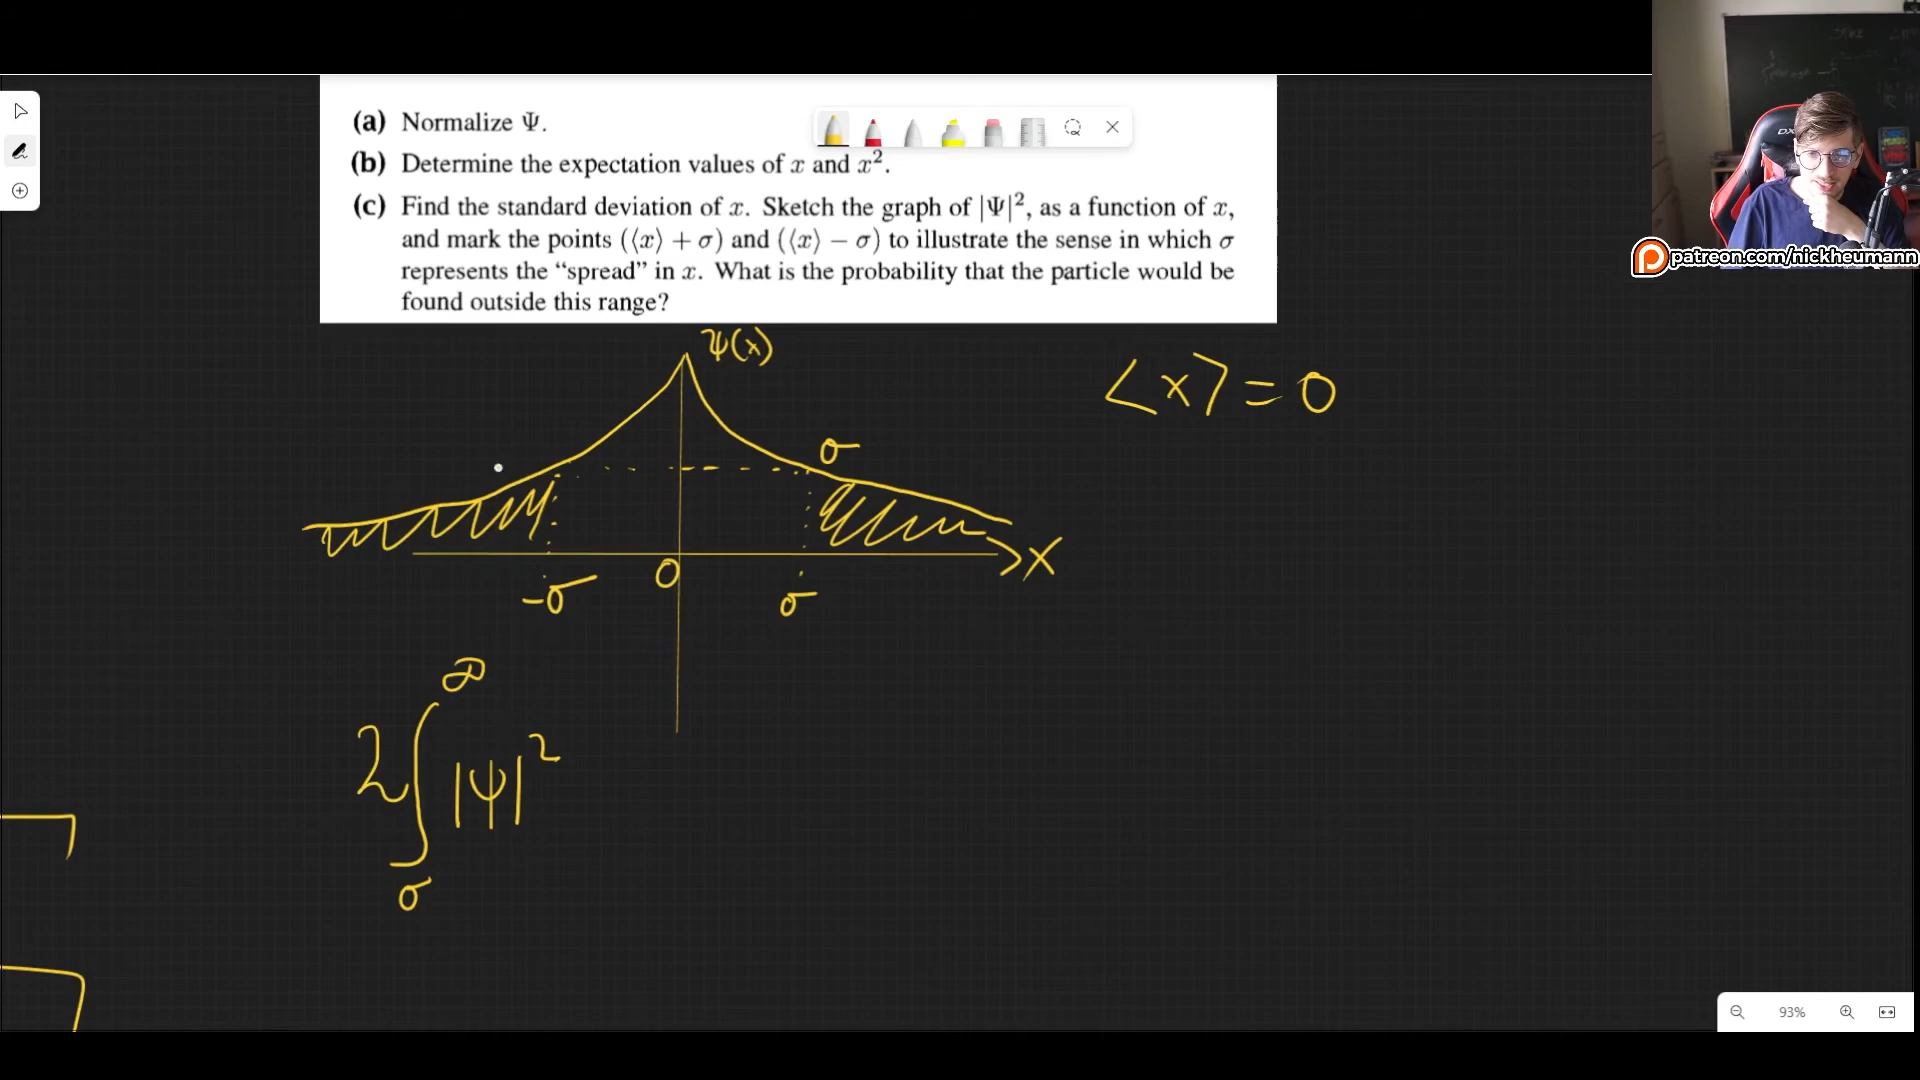 (a) Normalize Ψ.
(b) Determine the expectation values of x and x².
(c) Find the standard deviation of x. Sketch the graph of |Ψ|², as a function of x,
and mark the points (⟨x⟩ + σ) and (⟨x⟩ − σ) to illustrate the sense in which σ
represents the “spread” in x. What is the probability that the particle would be
found outside this range?
patreon.com/nickheumann
Ψ(x)
<x> = 0
σ
x
-σ
0
σ
2∫σ^∞ |Ψ|²
93%